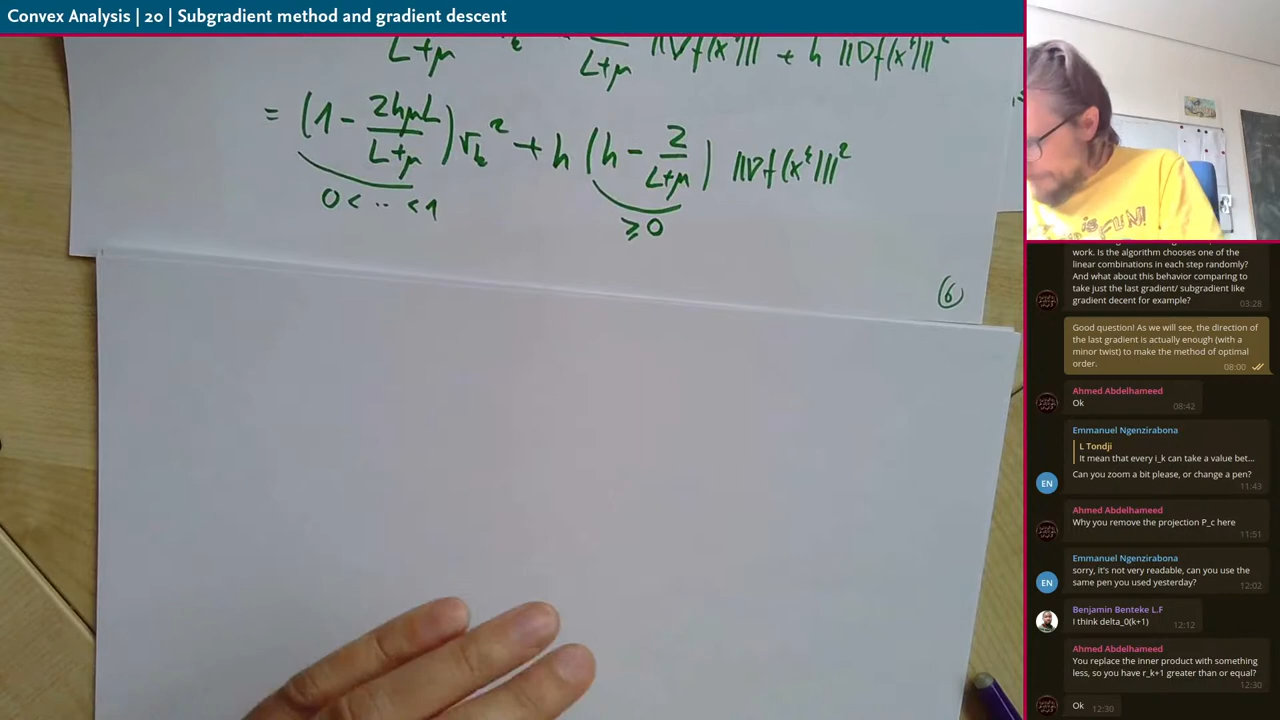 Convex Analysis | 20 | Subgradient method and gradient descent
L+μ L+μ ‖∇f(x^k)‖ + h ‖∇f(x^k)‖²
= (1 - 2hμL/(L+μ)) r_k² + h (h - 2/(L+μ)) ‖∇f(x^k)‖²
0 < ·· < 1
≥ 0
6
is FUN!
work. Is the algorithm chooses one of the
linear combinations in each step randomly?
And what about this behavior comparing to
take just the last gradient/ subgradient like
gradient decent for example?
03:28
Good question! As we will see, the direction of
the last gradient is actually enough (with a
minor twist) to make the method of optimal
order.
08:00
Ahmed Abdelhameed
Ok
08:42
Emmanuel Ngenzirabona
L Tondji
It mean that every i_k can take a value bet...
EN
Can you zoom a bit please, or change a pen?
11:43
Ahmed Abdelhameed
Why you remove the projection P_c here
11:51
Emmanuel Ngenzirabona
sorry, it's not very readable, can you use the
same pen you used yesterday?
EN
12:02
Benjamin Benteke L.F
I think delta_0(k+1)
12:12
Ahmed Abdelhameed
You replace the inner product with something
less, so you have r_k+1 greater than or equal?
12:30
Ok
12:30